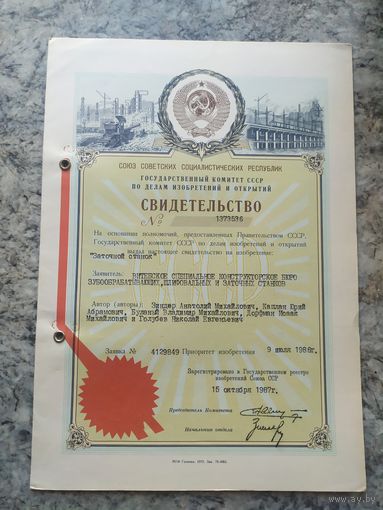 СОЮЗ СОВЕТСКИХ СОЦИАЛИСТИЧЕСКИХ РЕСПУБЛИК
ГОСУДАРСТВЕННЫЙ КОМИТЕТ СССР
ПО ДЕЛАМ ИЗОБРЕТЕНИЙ И ОТКРЫТИЙ
СВИДЕТЕЛЬСТВО
№ 1373536
На основании полномочий, предоставленных Правительством СССР,
Государственный комитет СССР по делам изобретений и открытий
выдал настоящее свидетельство на изобретение:
"Заточной станок"
Заявитель: ВИТЕБСКОЕ СПЕЦИАЛЬНОЕ КОНСТРУКТОРСКОЕ БЮРО
ЗУБООБРАБАТЫВАЮЩИХ, ШЛИФОВАЛЬНЫХ И ЗАТОЧНЫХ СТАНКОВ
Автор (авторы): Зиндер Анатолий Михайлович, Каплан Юрий
Абрамович, Владимир Михайлович, Дорфман
Михайлович и Голубев Николай Евгеньевич
Заявка № 4129849 Приоритет изобретения 9 июля 1986г.
Зарегистрировано в Государственном реестре
изобретений Союза ССР
15 октября 1987г.
Председатель Комитета
Начальник отдела
www.ay.by